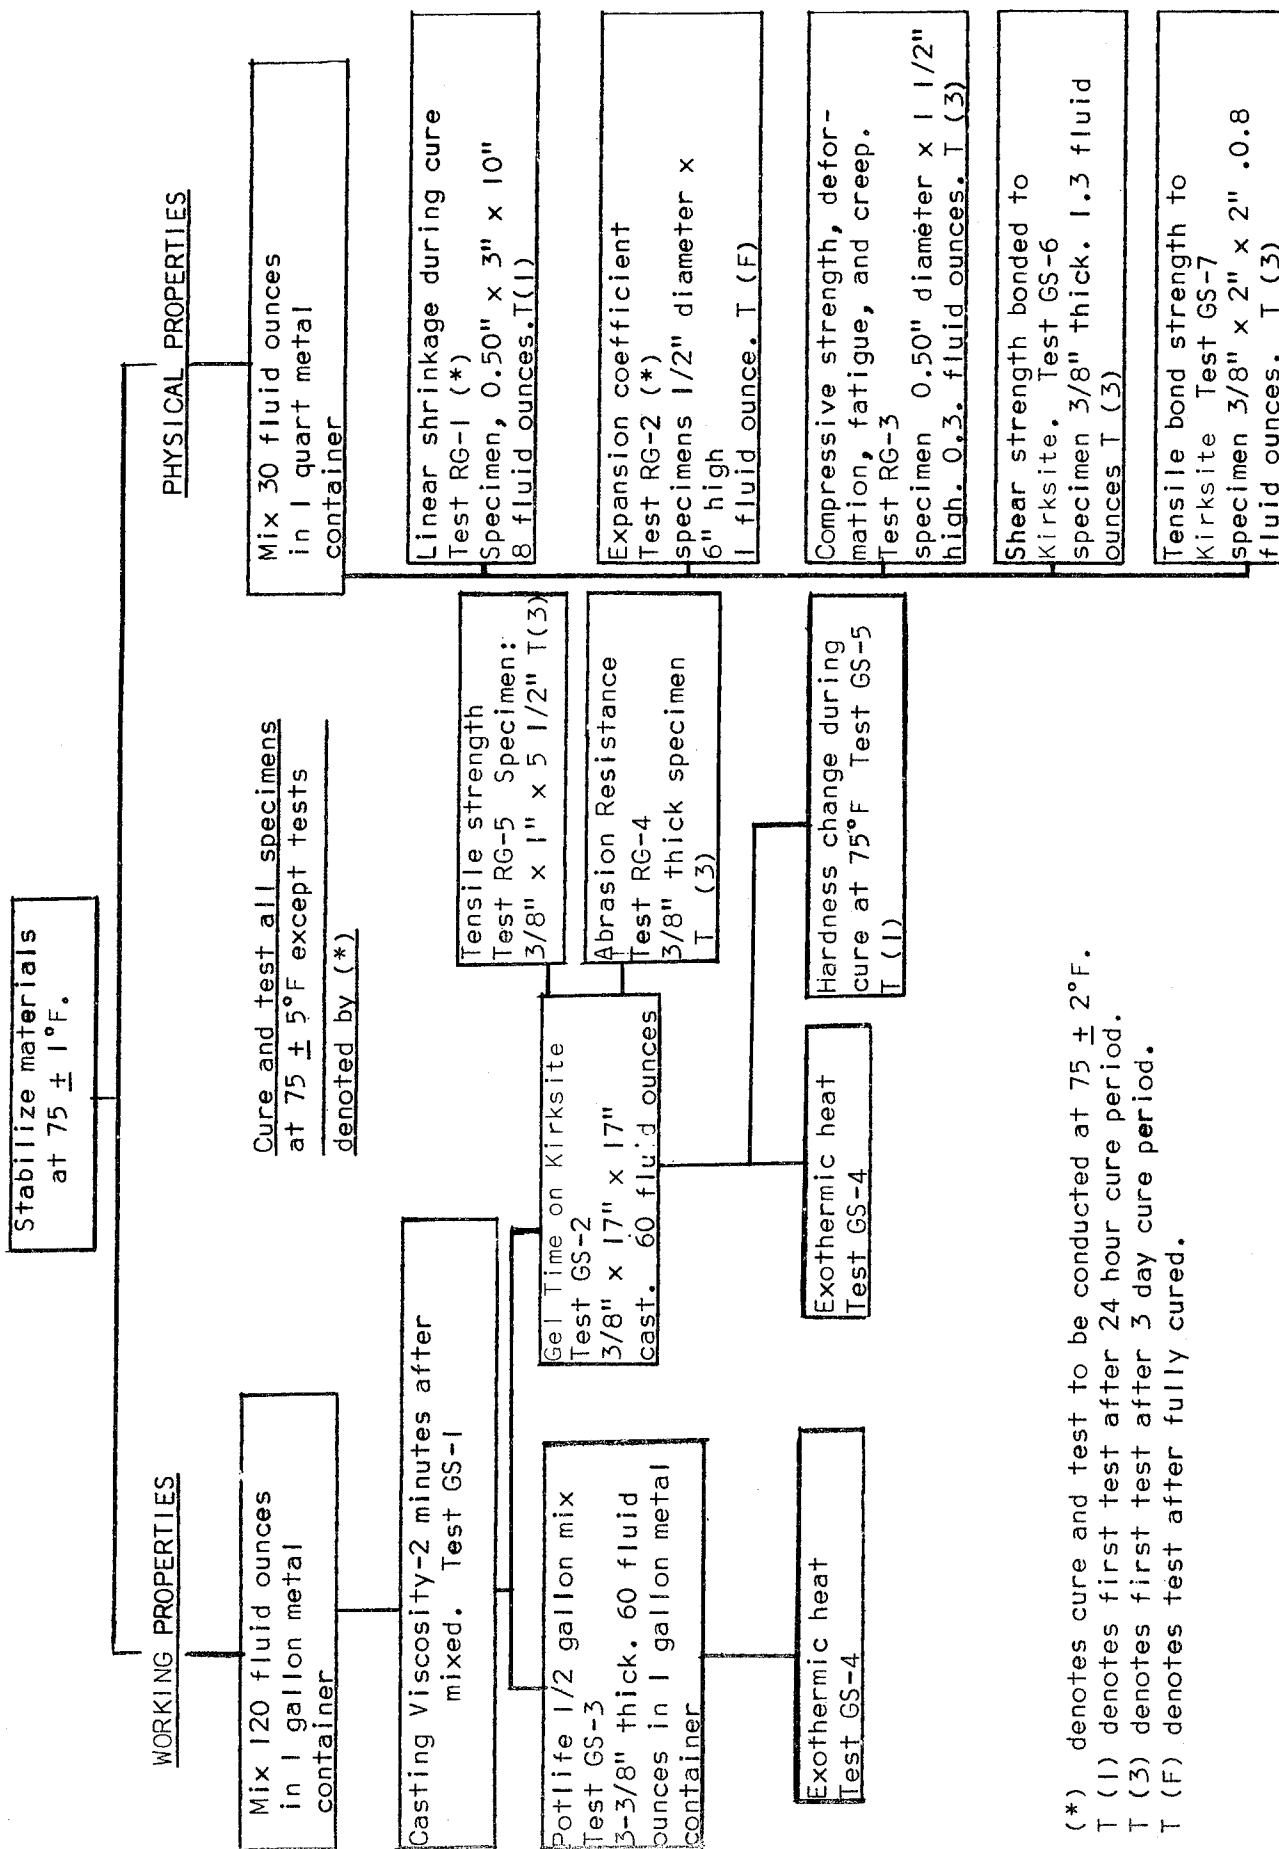 Stabilize materials
at 75 ± 1°F.
WORKING PROPERTIES
PHYSICAL PROPERTIES
Mix 120 fluid ounces
in 1 gallon metal
container
Cure and test all specimens
at 75 ± 5°F except tests
denoted by (*)
Mix 30 fluid ounces
in 1 quart metal
container
Casting Viscosity-2 minutes after
mixed. Test GS-1
Potlife 1/2 gallon mix
Test GS-3
3-3/8" thick. 60 fluid
ounces in 1 gallon metal
container
Exothermic heat
Test GS-4
Gel Time on Kirksite
Test GS-2
3/8" x 17" x 17"
cast. 60 fluid ounces
Exothermic heat
Test GS-4
Hardness change during
cure at 75°F Test GS-5
T (1)
Tensile strength
Test RG-5 Specimen:
3/8" x 1" x 5 1/2" T(3)
Abrasion Resistance
Test RG-4
3/8" thick specimen
T (3)
Linear shrinkage during cure
Test RG-1 (*)
Specimen, 0.50" x 3" x 10"
8 fluid ounces.T(1)
Expansion coefficient
Test RG-2 (*)
specimens 1/2" diameter x
6" high
1 fluid ounce. T (F)
Compressive strength, defor-
mation, fatigue, and creep.
Test RG-3
specimen 0.50" diameter x 1 1/2"
high. 0.3. fluid ounces. T (3)
Shear strength bonded to
Kirksite. Test GS-6
specimen 3/8" thick. 1.3 fluid
ounces T (3)
Tensile bond strength to
Kirksite Test GS-7
specimen 3/8" x 2" x 2" .0.8
fluid ounces. T (3)
(*) denotes cure and test to be conducted at 75 ± 2°F.
T (1) denotes first test after 24 hour cure period.
T (3) denotes first test after 3 day cure period.
T (F) denotes test after fully cured.